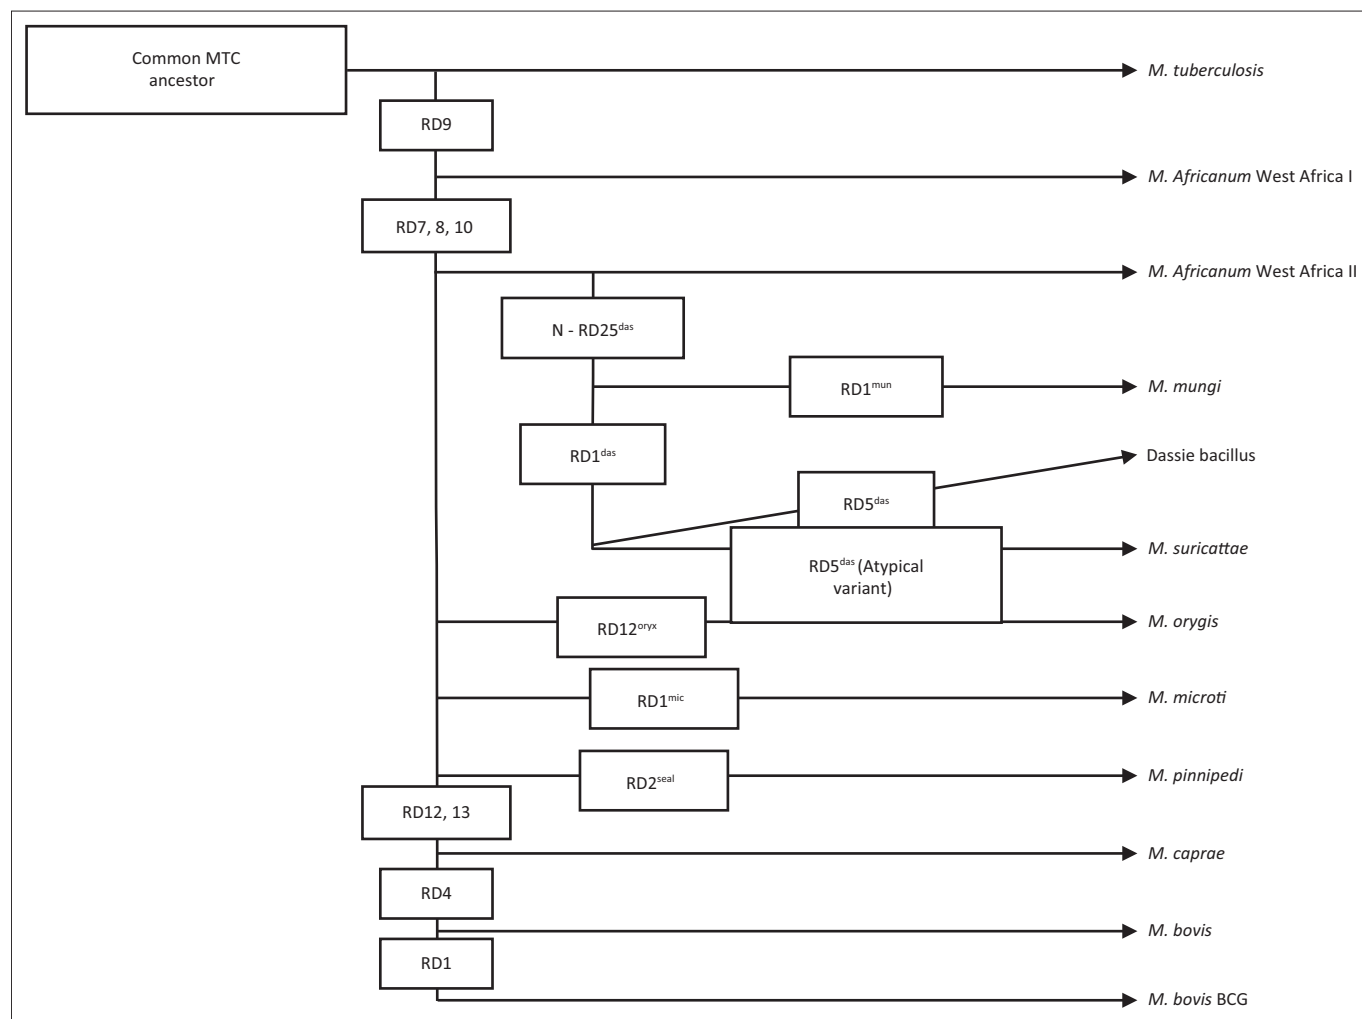 Common MTC
ancestor
M. tuberculosis
RD9
M. Africanum West Africa I
RD7, 8, 10
M. Africanum West Africa II
N - RD25das
RD1mun
M. mungi
RD1das
Dassie bacillus
RD5das
M. suricattae
RD5das (Atypical
variant)
RD12oryx
M. orygis
RD1mic
M. microti
RD2seal
M. pinnipedi
RD12, 13
M. caprae
RD4
M. bovis
RD1
M. bovis BCG